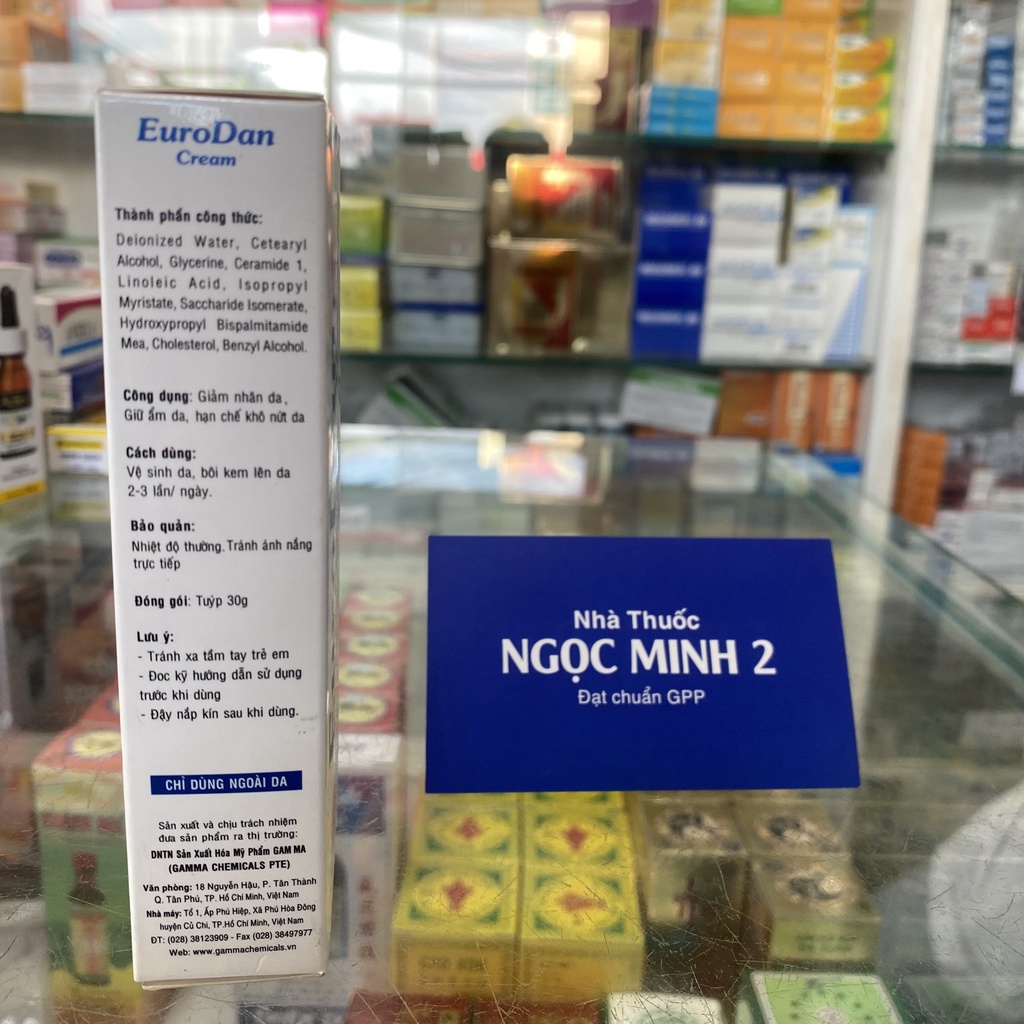 EuroDan
Cream
Thành phần công thức:
Deionized Water, Cetearyl
Alcohol, Glycerine, Ceramide 1,
Linoleic Acid, Isopropyl
Myristate, Saccharide Isomerate,
Hydroxypropyl Bispalmitamide
Mea, Cholesterol, Benzyl Alcohol.
Công dụng: Giảm nhăn da,
Giữ ẩm da, hạn chế khô nứt da
Cách dùng:
Vệ sinh da, bôi kem lên da
2-3 lần/ ngày.
Bảo quản:
Nhiệt độ thường. Tránh ánh nắng
trực tiếp
Đóng gói: Tuýp 30g
Lưu ý:
- Tránh xa tầm tay trẻ em
- Đoc kỹ hướng dẫn sử dụng
trước khi dùng
- Đậy nắp kín sau khi dùng.
CHỈ DÙNG NGOÀI DA
Sản xuất và chịu trách nhiệm
đưa sản phẩm ra thị trường:
DNTN Sản Xuất Hóa Mỹ Phẩm GAM MA
(GAMMA CHEMICALS PTE)
Văn phòng: 18 Nguyễn Hậu, P. Tân Thành
Q. Tân Phú, TP. Hồ Chí Minh, Việt Nam
Nhà máy: Tổ 1, Ấp Phú Hiệp, Xã Phú Hòa Đông
huyện Củ Chi, TP.Hồ Chí Minh, Việt Nam
ĐT: (028) 38123909 - Fax (028) 38497977
Web: www.gammachemicals.vn
Nhà Thuốc
NGỌC MINH 2
Đạt chuẩn GPP